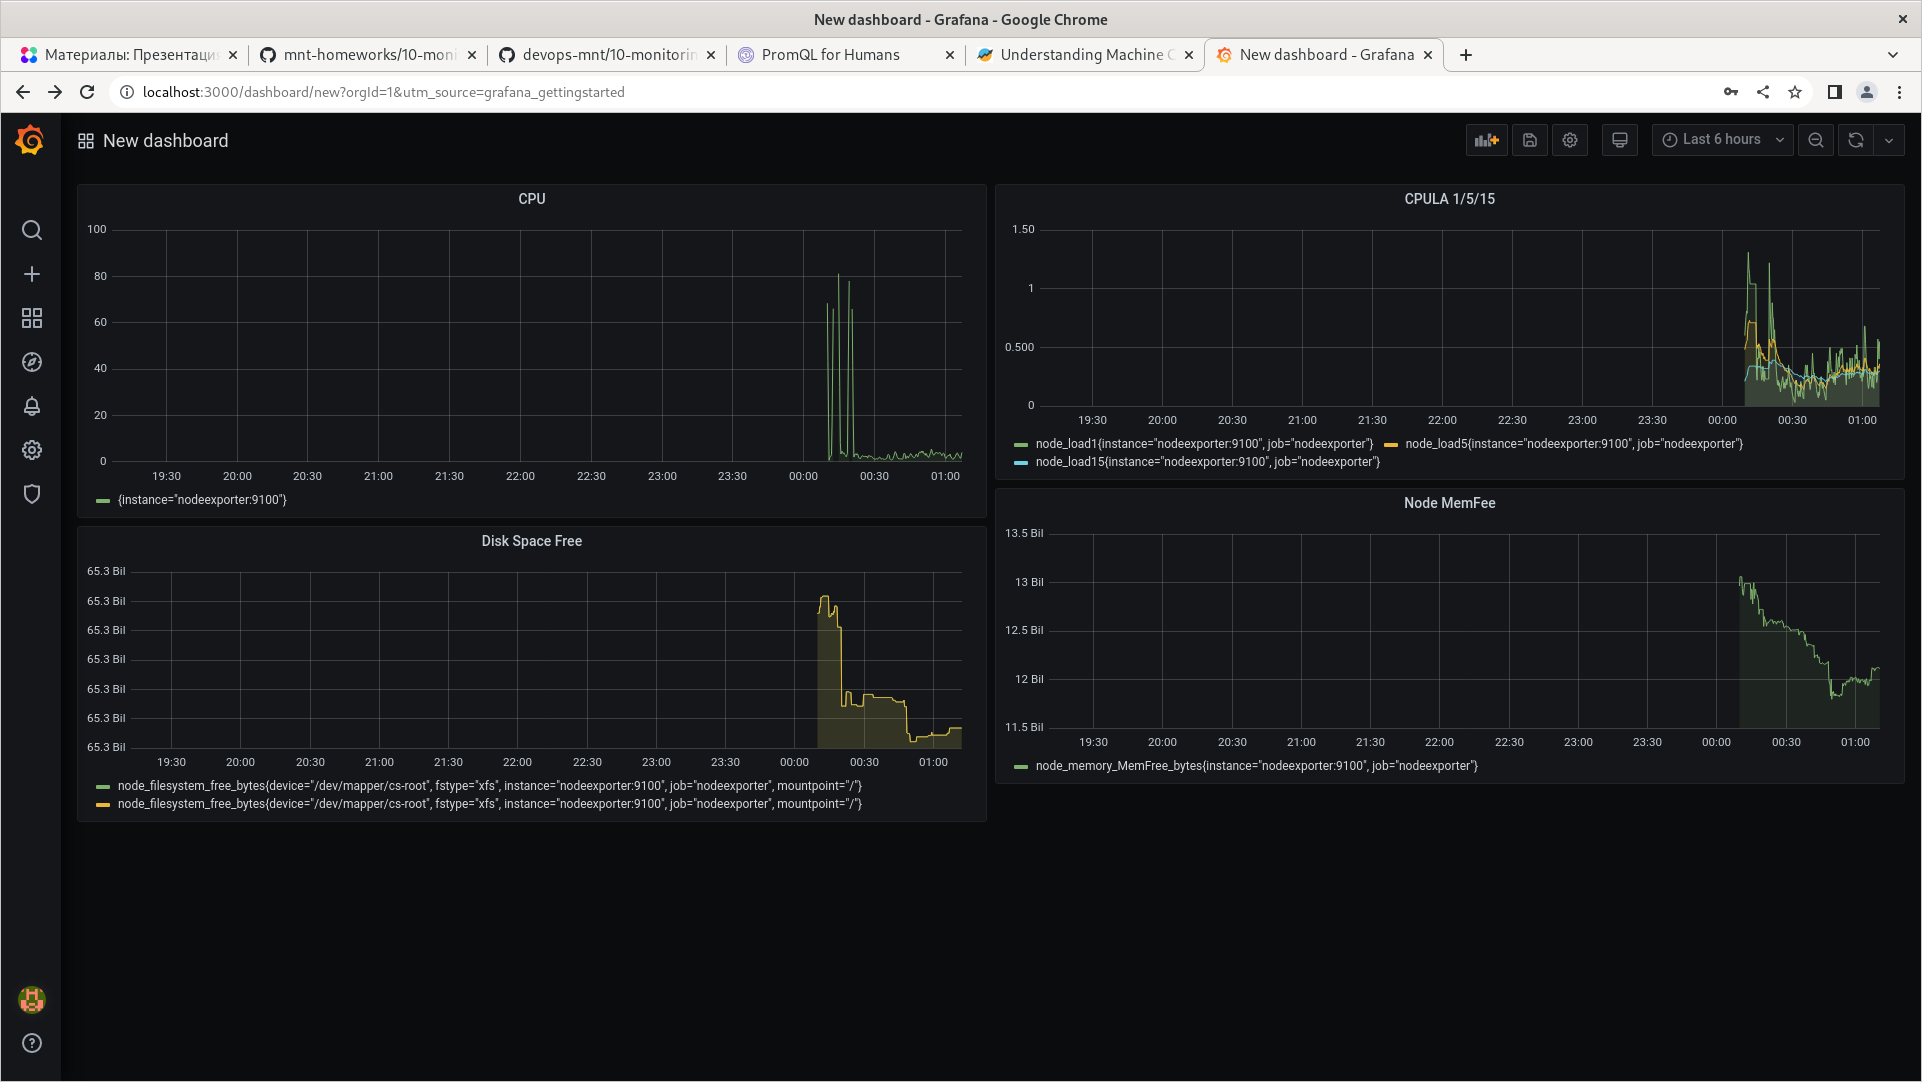 New dashboard - Grafana - Google Chrome
Материалы: Презентация
mnt-homeworks/10-moni
devops-mnt/10-monitorin
PromQL for Humans
Understanding Machine C
New dashboard - Grafana
localhost:3000/dashboard/new?orgId=1&utm_source=grafana_gettingstarted
New dashboard
Last 6 hours
CPU
100
80
60
40
20
0
19:30 20:00 20:30 21:00 21:30 22:00 22:30 23:00 23:30 00:00 00:30 01:00
{instance="nodeexporter:9100"}
CPULA 1/5/15
1.50
1
0.500
0
19:30 20:00 20:30 21:00 21:30 22:00 22:30 23:00 23:30 00:00 00:30 01:00
node_load1{instance="nodeexporter:9100", job="nodeexporter"} node_load5{instance="nodeexporter:9100", job="nodeexporter"}
node_load15{instance="nodeexporter:9100", job="nodeexporter"}
Disk Space Free
65.3 Bil
65.3 Bil
65.3 Bil
65.3 Bil
65.3 Bil
65.3 Bil
65.3 Bil
19:30 20:00 20:30 21:00 21:30 22:00 22:30 23:00 23:30 00:00 00:30 01:00
node_filesystem_free_bytes{device="/dev/mapper/cs-root", fstype="xfs", instance="nodeexporter:9100", job="nodeexporter", mountpoint="/"}
node_filesystem_free_bytes{device="/dev/mapper/cs-root", fstype="xfs", instance="nodeexporter:9100", job="nodeexporter", mountpoint="/"}
Node MemFee
13.5 Bil
13 Bil
12.5 Bil
12 Bil
11.5 Bil
19:30 20:00 20:30 21:00 21:30 22:00 22:30 23:00 23:30 00:00 00:30 01:00
node_memory_MemFree_bytes{instance="nodeexporter:9100", job="nodeexporter"}